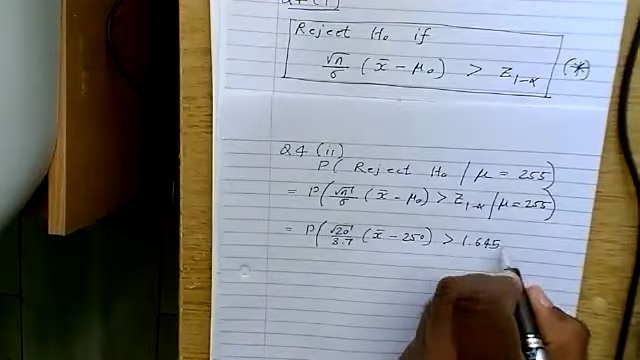 Q4 (i)
Reject H₀ if
√n/σ (x̄ − μ₀) > z₁₋α (*)
Q4 (ii)
P( Reject H₀ | μ = 255)
= P( √n/σ (x̄ − μ₀) > z₁₋α | μ = 255)
= P( √20/3.7 (x̄ − 250) > 1.645